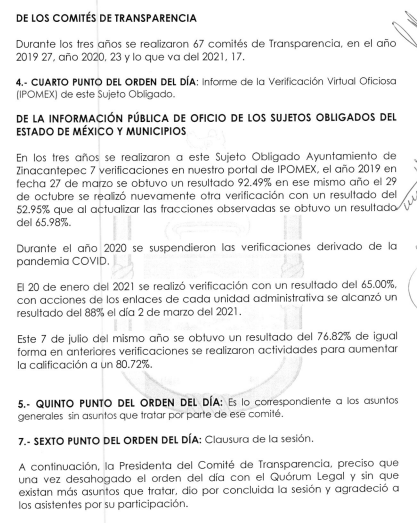 DE LOS COMITÉS DE TRANSPARENCIA
Durante los tres años se realizaron 67 comités de Transparencia, en el año
2019 27, año 2020, 23 y lo que va del 2021, 17.
4.- CUARTO PUNTO DEL ORDEN DEL DÍA: Informe de la Verificación Virtual Oficiosa
(IPOMEX) de este Sujeto Obligado.
DE LA INFORMACIÓN PÚBLICA DE OFICIO DE LOS SUJETOS OBLIGADOS DEL
ESTADO DE MÉXICO Y MUNICIPIOS
En los tres años se realizaron a este Sujeto Obligado Ayuntamiento de
Zinacantepec 7 verificaciones en nuestro portal de IPOMEX, el año 2019 en
fecha 27 de marzo se obtuvo un resultado 92.49% en ese mismo año el 29
de octubre se realizó nuevamente otra verificación con un resultado del
52.95% que al actualizar las fracciones observadas se obtuvo un resultado
del 65.98%.
Durante el año 2020 se suspendieron las verificaciones derivado de la
pandemia COVID.
El 20 de enero del 2021 se realizó verificación con un resultado del 65.00%,
con acciones de los enlaces de cada unidad administrativa se alcanzó un
resultado del 88% el día 2 de marzo del 2021.
Este 7 de julio del mismo año se obtuvo un resultado del 76.82% de igual
forma en anteriores verificaciones se realizaron actividades para aumentar
la calificación a un 80.72%.
5.- QUINTO PUNTO DEL ORDEN DEL DÍA: Es lo correspondiente a los asuntos
generales sin asuntos que tratar por parte de ese comité.
7.- SEXTO PUNTO DEL ORDEN DEL DÍA: Clausura de la sesión.
A continuación, la Presidenta del Comité de Transparencia, preciso que
una vez desahogado el orden del día con el Quórum Legal y sin que
existan más asuntos que tratar, dio por concluida la sesión y agradeció a
los asistentes por su participación.